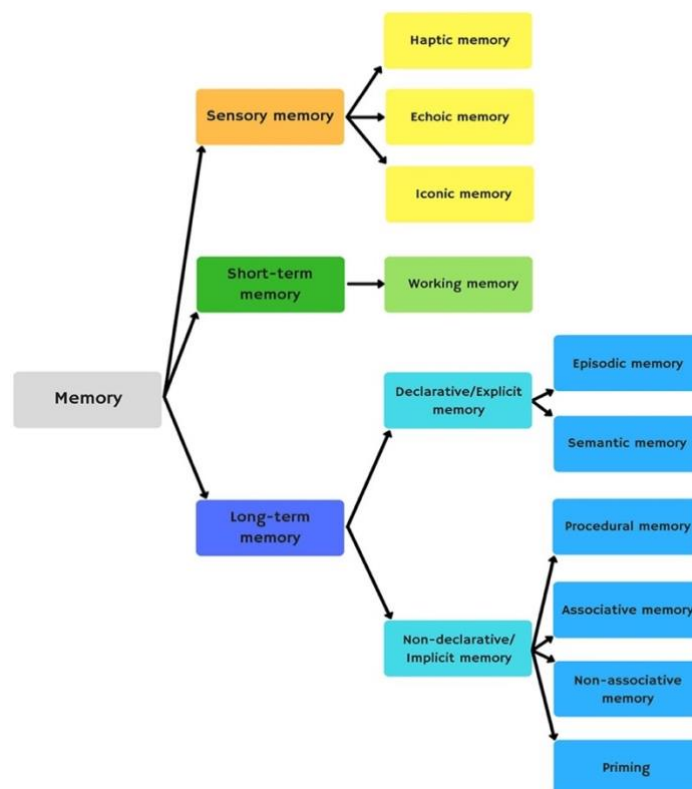 Haptic memory
Sensory memory
Echoic memory
Iconic memory
Short-term
memory
Working memory
Memory
Declarative/Explicit
memory
Episodic memory
Semantic memory
Long-term
memory
Procedural memory
Associative memory
Non-declarative/
Implicit memory
Non-associative
memory
Priming